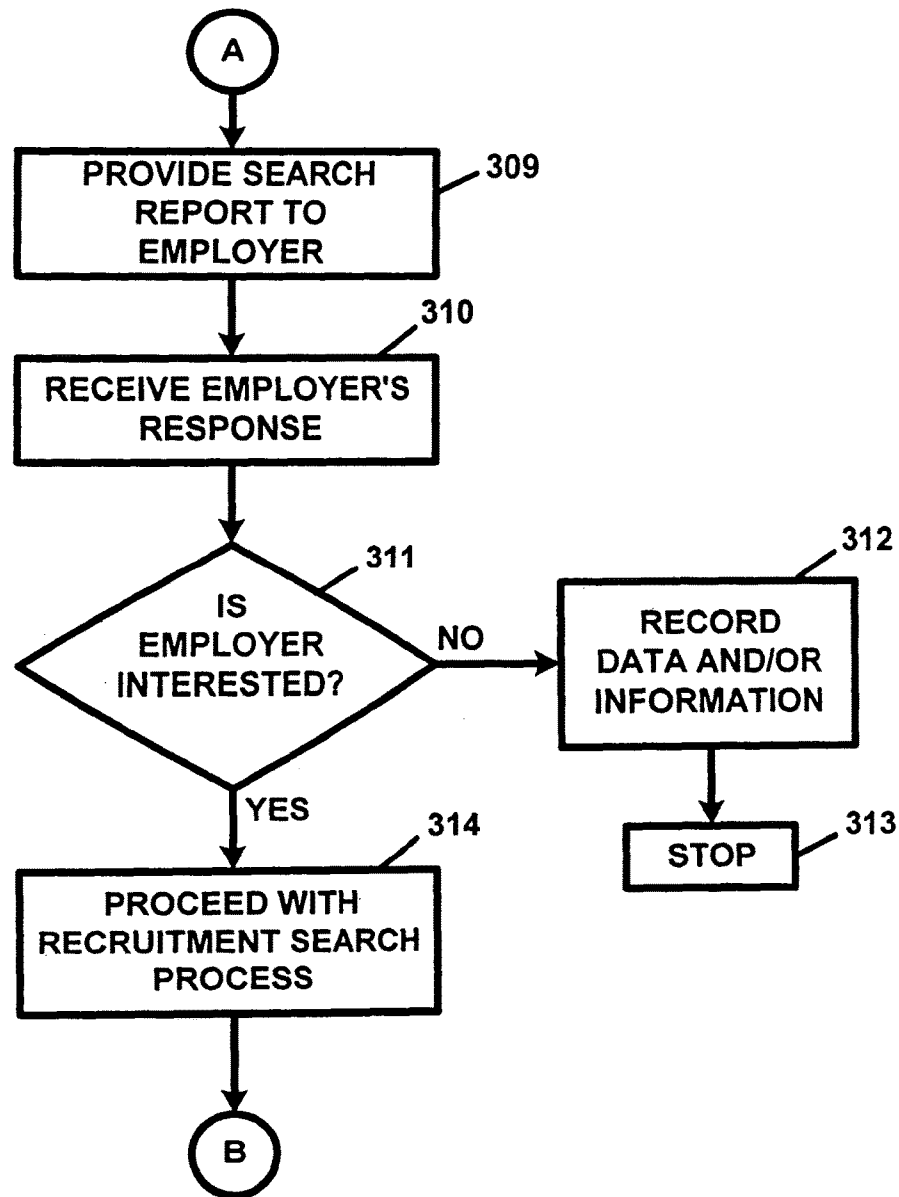 A
PROVIDE SEARCH
REPORT TO
EMPLOYER
309
310
RECEIVE EMPLOYER'S
RESPONSE
311
IS
EMPLOYER
INTERESTED?
NO
312
RECORD
DATA AND/OR
INFORMATION
YES
313
STOP
314
PROCEED WITH
RECRUITMENT SEARCH
PROCESS
B